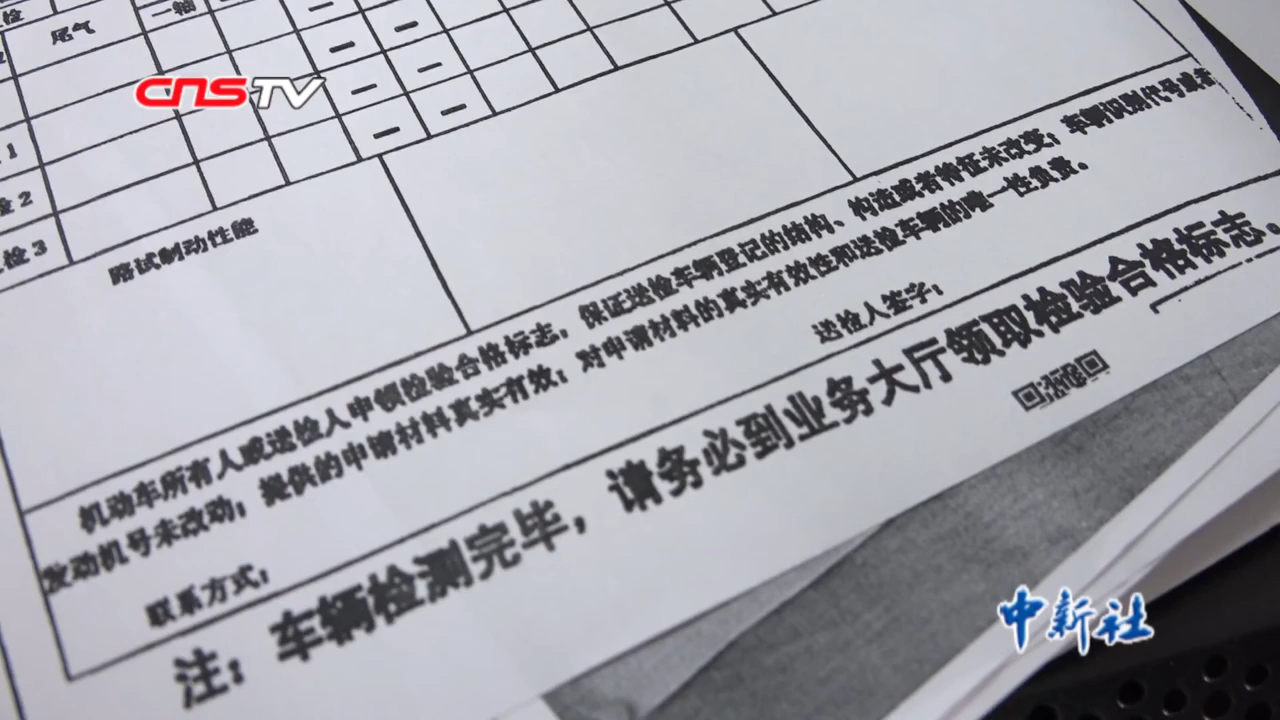 尾气
一轴
CNSTV
1
检2
检3
路试制动性能
机动车所有人或送检人申领检验合格标志，保证送检车辆登记的结构、构造或者特征未改变；车辆识别代号或者
发动机号未改动；提供的申请材料真实有效；对申请材料的真实有效性和送检车辆的唯一性负责。
联系方式：
送检人签字：
注：车辆检测完毕，请务必到业务大厅领取检验合格标志。
中新社